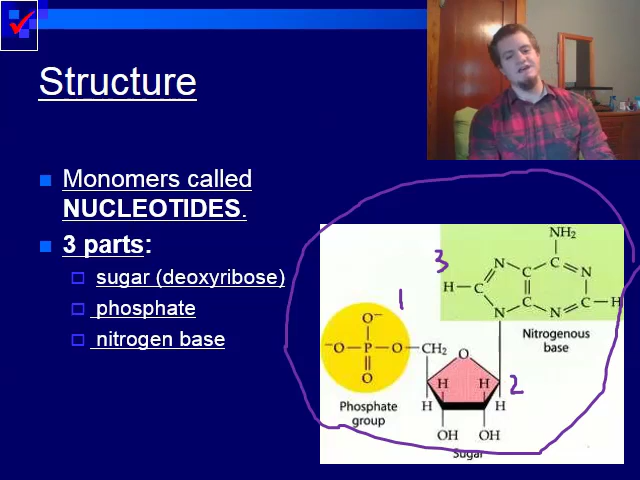 Structure
Monomers called
NUCLEOTIDES.
3 parts:
sugar (deoxyribose)
phosphate
nitrogen base
NH₂
3
N
C
C
N
H
C
C
C
H
N
N
1
O⁻
⁻O
P
O
CH₂
O
O
Nitrogenous
base
H
H
2
H
H
Phosphate
group
OH
OH
Sugar